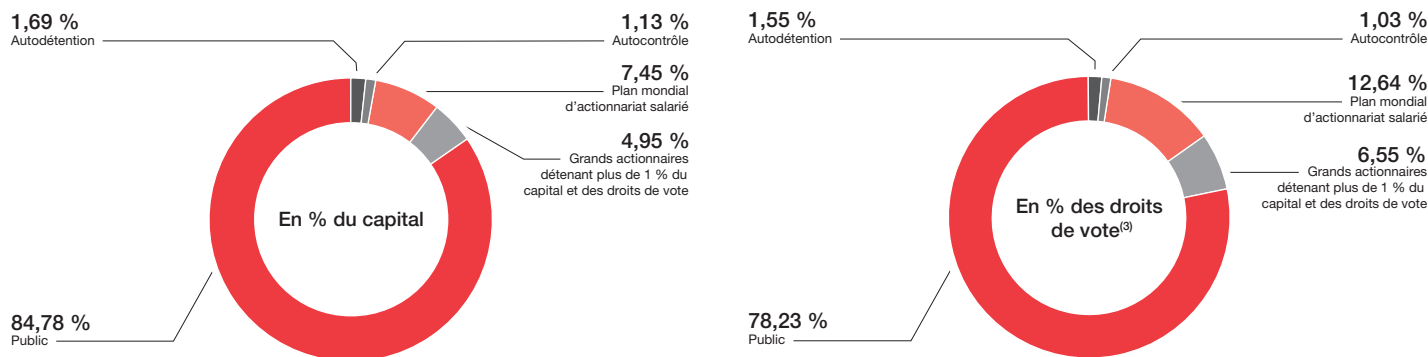 1,69 %
Autodétention
1,13 %
Autocontrôle
7,45 %
Plan mondial
d'actionnariat salarié
4,95 %
Grands actionnaires
détenant plus de 1 % du
capital et des droits de vote
En % du capital
84,78 %
Public
1,55 %
Autodétention
1,03 %
Autocontrôle
12,64 %
Plan mondial
d'actionnariat salarié
6,55 %
Grands actionnaires
détenant plus de 1 % du
capital et des droits de vote
En % des droits
de vote(3)
78,23 %
Public